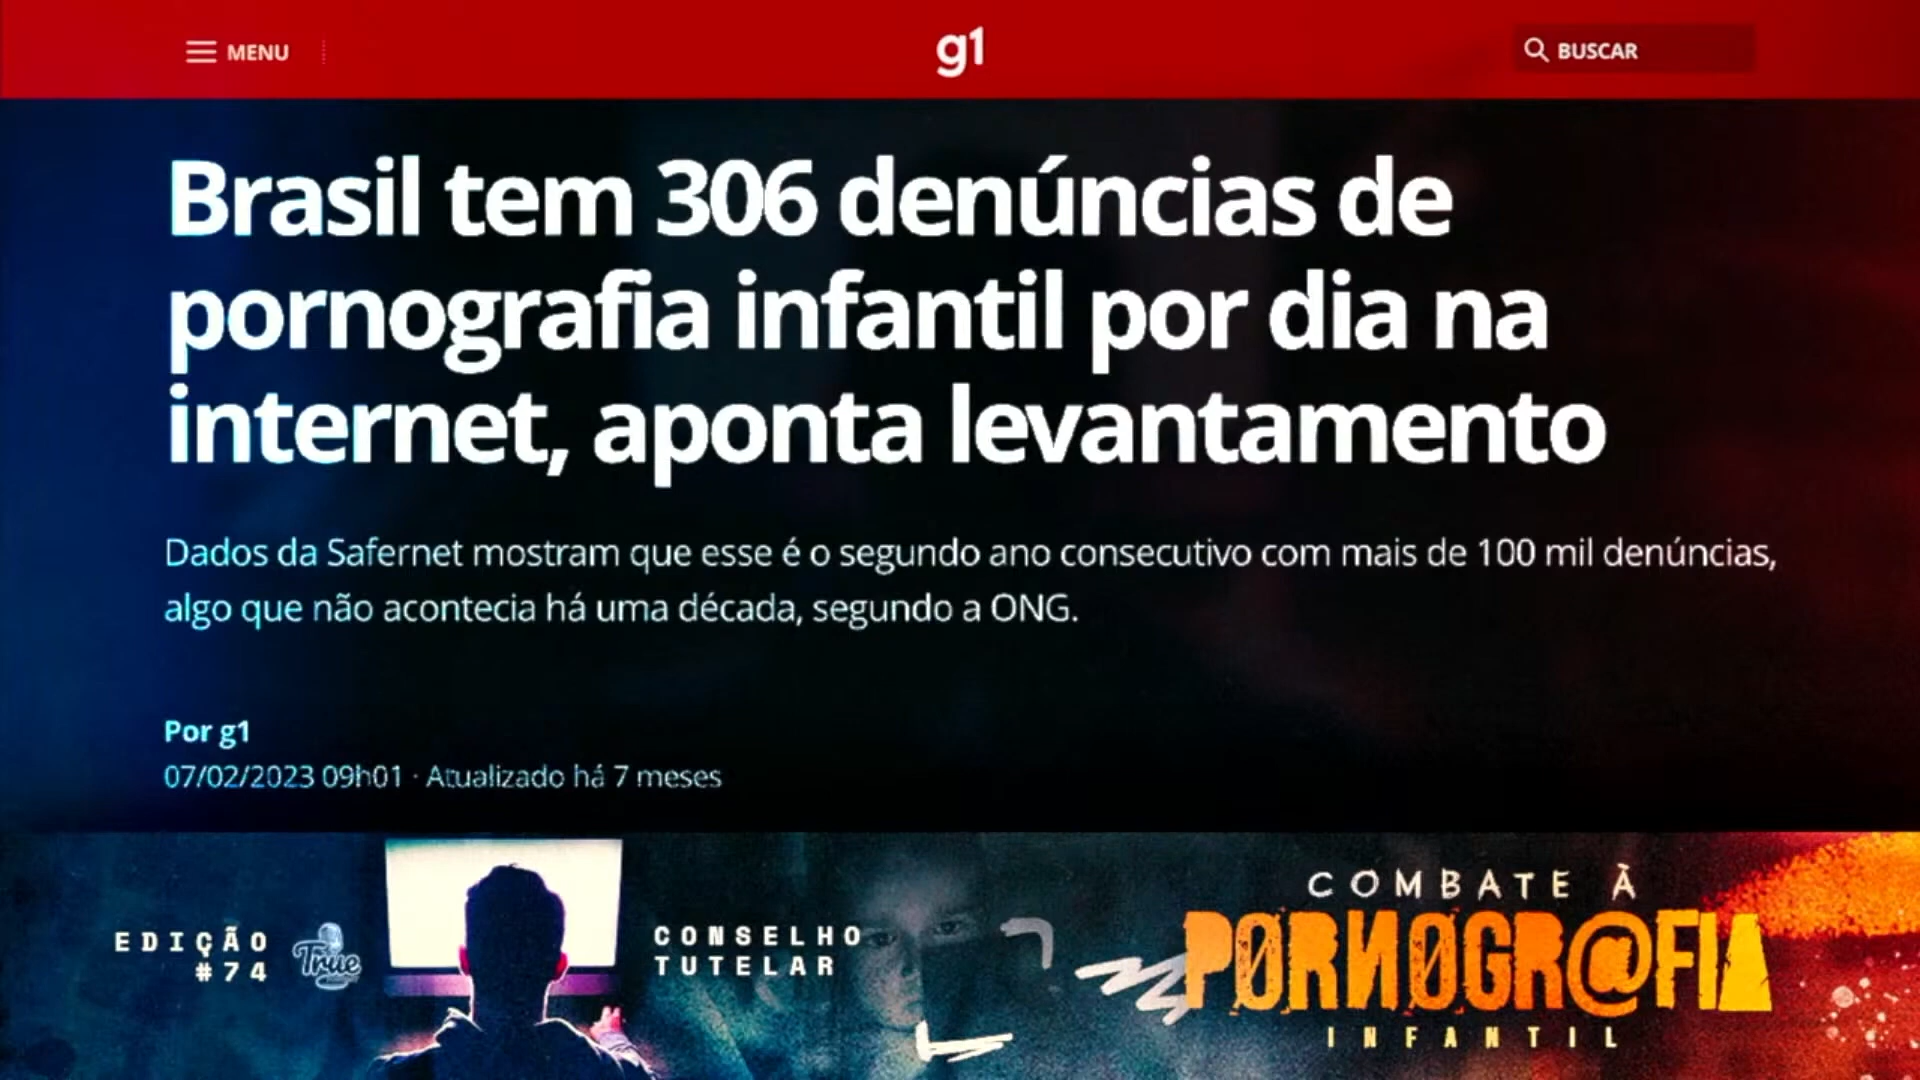 MENU
g1
BUSCAR
Brasil tem 306 denúncias de
pornografia infantil por dia na
internet, aponta levantamento
Dados da Safernet mostram que esse é o segundo ano consecutivo com mais de 100 mil denúncias,
algo que não acontecia há uma década, segundo a ONG.
Por g1
07/02/2023 09h01 · Atualizado há 7 meses
EDIÇÃO
#74
True
CONSELHO
TUTELAR
COMBATE À
PORNOGR@FIA
INFANTIL